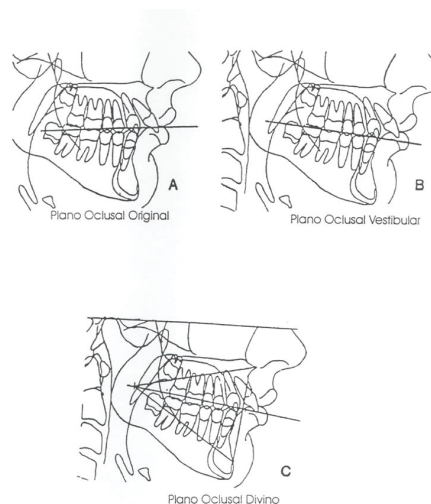 A
Plano Oclusal Original
B
Plano Oclusal Vestibular
C
Plano Oclusal Divino